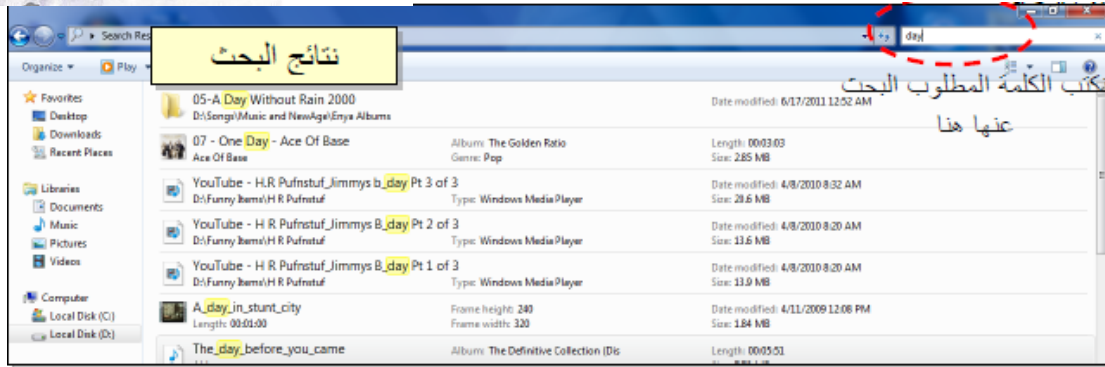 Search Res
day
نتائج البحث
Organize
Play
نكتب الكلمة المطلوب البحث
عنها هنا
Favorites
Desktop
Downloads
Recent Places
Libraries
Documents
Music
Pictures
Videos
Computer
Local Disk (C:)
Local Disk (D:)
05-A Day Without Rain 2000
D:\Songs\Music and NewAge\Enya Albums
Date modified: 6/17/2011 12:52 AM
07 - One Day - Ace Of Base
Ace Of Base
Album: The Golden Ratio
Genre: Pop
Length: 00:03:03
Size: 2.85 MB
YouTube - H.R Pufnstuf_Jimmys b_day Pt 3 of 3
D:\Funny Items\H R Pufnstuf
Type: Windows Media Player
Date modified: 4/8/2010 8:32 AM
Size: 20.6 MB
YouTube - H R Pufnstuf_Jimmys B_day Pt 2 of 3
D:\Funny Items\H R Pufnstuf
Type: Windows Media Player
Date modified: 4/8/2010 8:20 AM
Size: 13.6 MB
YouTube - H R Pufnstuf_Jimmys B_day Pt 1 of 3
D:\Funny Items\H R Pufnstuf
Type: Windows Media Player
Date modified: 4/8/2010 8:20 AM
Size: 13.9 MB
A_day_in_stunt_city
Length: 00:01:00
Frame height: 240
Frame width: 320
Date modified: 4/11/2009 12:08 PM
Size: 1.84 MB
The_day_before_you_came
Album: The Definitive Collection (Dis
Length: 00:05:51